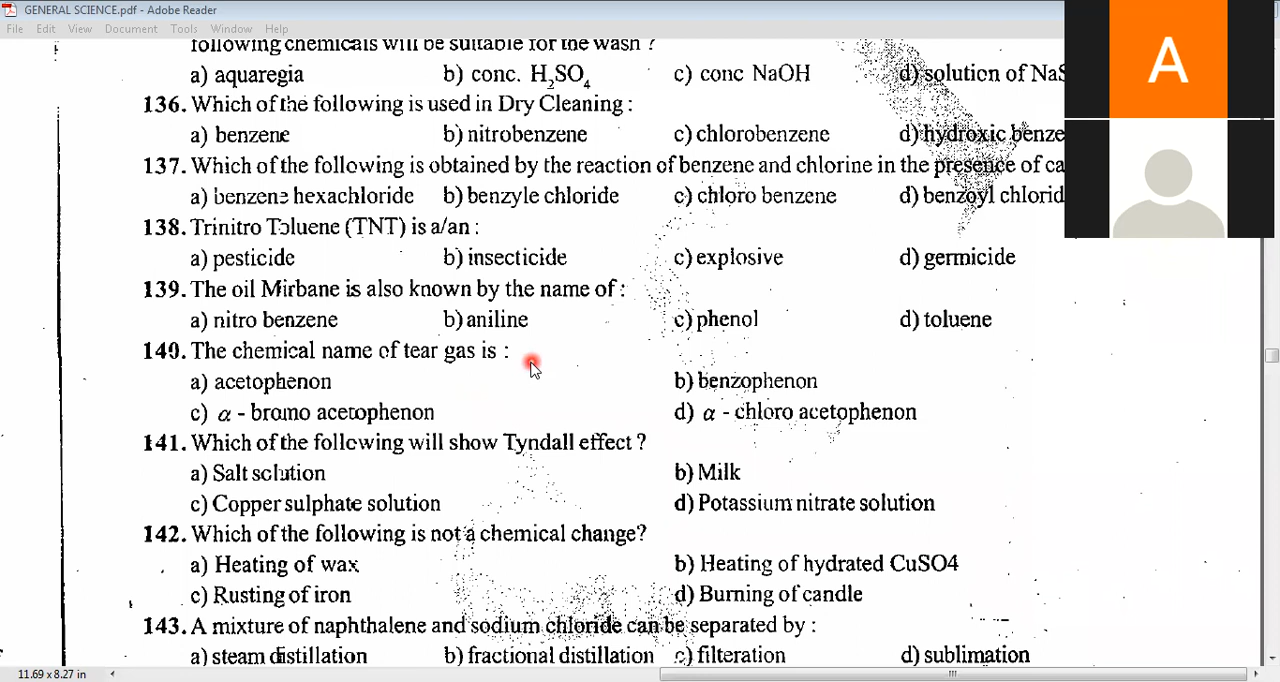 GENERAL SCIENCE.pdf - Adobe Reader
File Edit View Document Tools Window Help
following chemicals will be suitable for the wash ?
a) aquaregia b) conc. H₂SO₄ c) conc NaOH d) solution of
136. Which of the following is used in Dry Cleaning :
a) benzene b) nitrobenzene c) chlorobenzene d) hydroxic
137. Which of the following is obtained by the reaction of benzene and chlorine in the presence of
a) benzene hexachloride b) benzyle chloride c) chloro benzene d) benzoyl
138. Trinitro Toluene (TNT) is a/an :
a) pesticide b) insecticide c) explosive d) germicide
139. The oil Mirbane is also known by the name of :
a) nitro benzene b) aniline c) phenol d) toluene
140. The chemical name of tear gas is :
a) acetophenon b) benzophenon
c) α - bromo acetophenon d) α - chloro acetophenon
141. Which of the following will show Tyndall effect ?
a) Salt solution b) Milk
c) Copper sulphate solution d) Potassium nitrate solution
142. Which of the following is not a chemical change?
a) Heating of wax b) Heating of hydrated CuSO4
c) Rusting of iron d) Burning of candle
143. A mixture of naphthalene and sodium chloride can be separated by :
a) steam distillation b) fractional distillation c) filteration d) sublimation
11.69 x 8.27 in
A